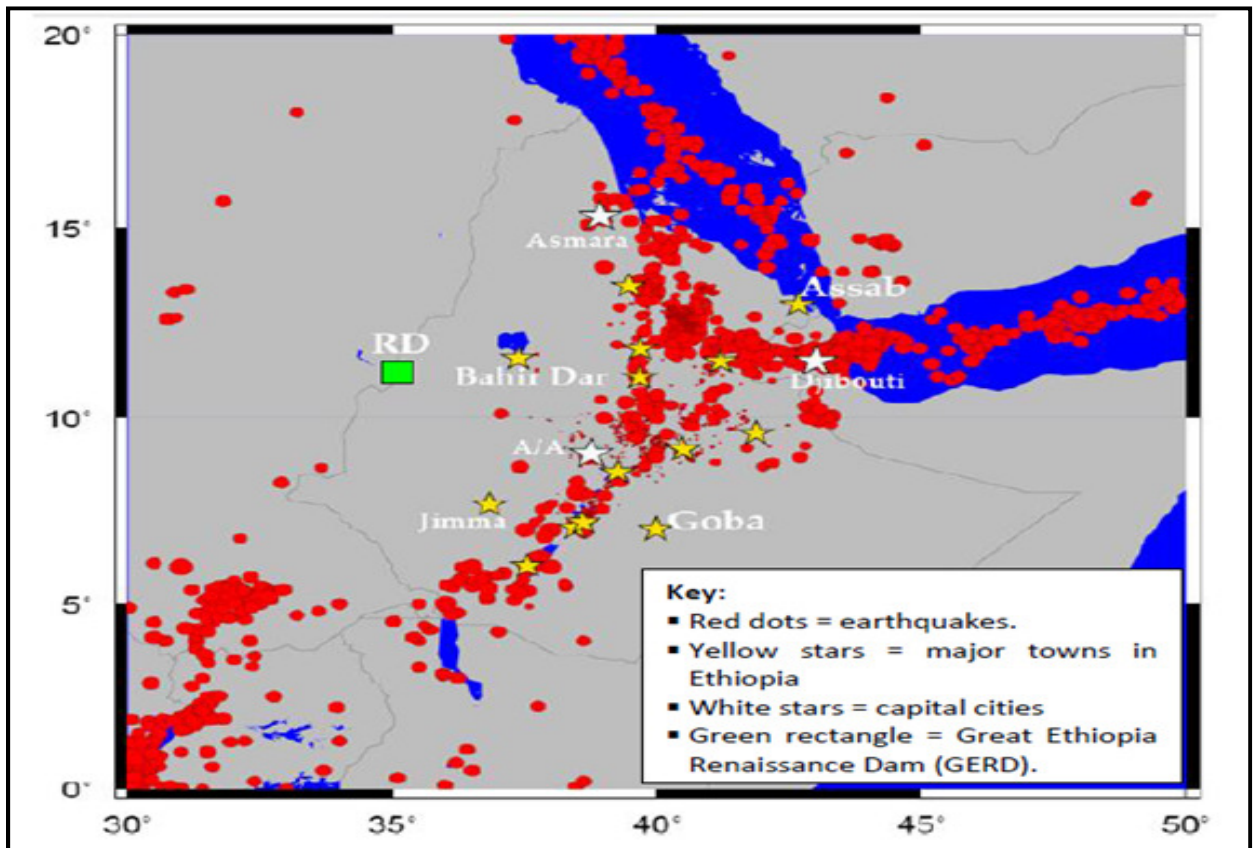 20°
15°
10°
5°
0°
30°
35°
40°
45°
50°
Asmara
Assab
RD
Bahir Dar
Djibouti
A/A
Jimma
Goba
Key:
▪ Red dots = earthquakes.
▪ Yellow stars = major towns in
Ethiopia
▪ White stars = capital cities
▪ Green rectangle = Great Ethiopia
Renaissance Dam (GERD).